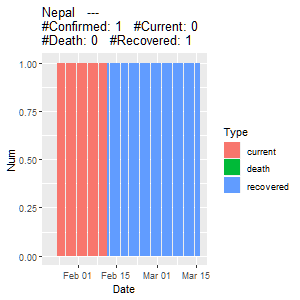 Nepal   ---
#Confirmed: 1   #Current: 0
#Death: 0   #Recovered: 1
1.00
0.75
0.50
0.25
0.00
Num
Feb 01   Feb 15   Mar 01   Mar 15
Date
Type
current
death
recovered